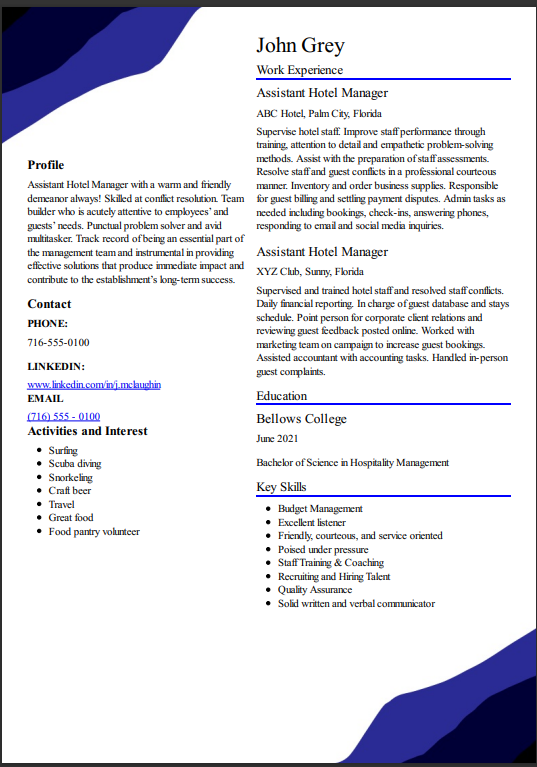 John Grey
Work Experience
Assistant Hotel Manager
ABC Hotel, Palm City, Florida
Supervise hotel staff. Improve staff performance through
training, attention to detail and empathetic problem-solving
methods. Assist with the preparation of staff assessments.
Resolve staff and guest conflicts in a professional courteous
manner. Inventory and order business supplies. Responsible
for guest billing and settling payment disputes. Admin tasks as
needed including bookings, check-ins, answering phones,
responding to email and social media inquiries.
Assistant Hotel Manager
XYZ Club, Sunny, Florida
Supervised and trained hotel staff and resolved staff conflicts.
Daily financial reporting. In charge of guest database and stays
schedule. Point person for corporate client relations and
reviewing guest feedback posted online. Worked with
marketing team on campaign to increase guest bookings.
Assisted accountant with accounting tasks. Handled in-person
guest complaints.
Education
Bellows College
June 2021
Bachelor of Science in Hospitality Management
Key Skills
Budget Management
Excellent listener
Friendly, courteous, and service oriented
Poised under pressure
Staff Training & Coaching
Recruiting and Hiring Talent
Quality Assurance
Solid written and verbal communicator
Profile
Assistant Hotel Manager with a warm and friendly
demeanor always! Skilled at conflict resolution. Team
builder who is acutely attentive to employees' and
guests' needs. Punctual problem solver and avid
multitasker. Track record of being an essential part of
the management team and instrumental in providing
effective solutions that produce immediate impact and
contribute to the establishment's long-term success.
Contact
PHONE:
716-555-0100
LINKEDIN:
www.linkedin.com/in/j.mclaughin
EMAIL
(716) 555 - 0100
Activities and Interest
Surfing
Scuba diving
Snorkeling
Craft beer
Travel
Great food
Food pantry volunteer